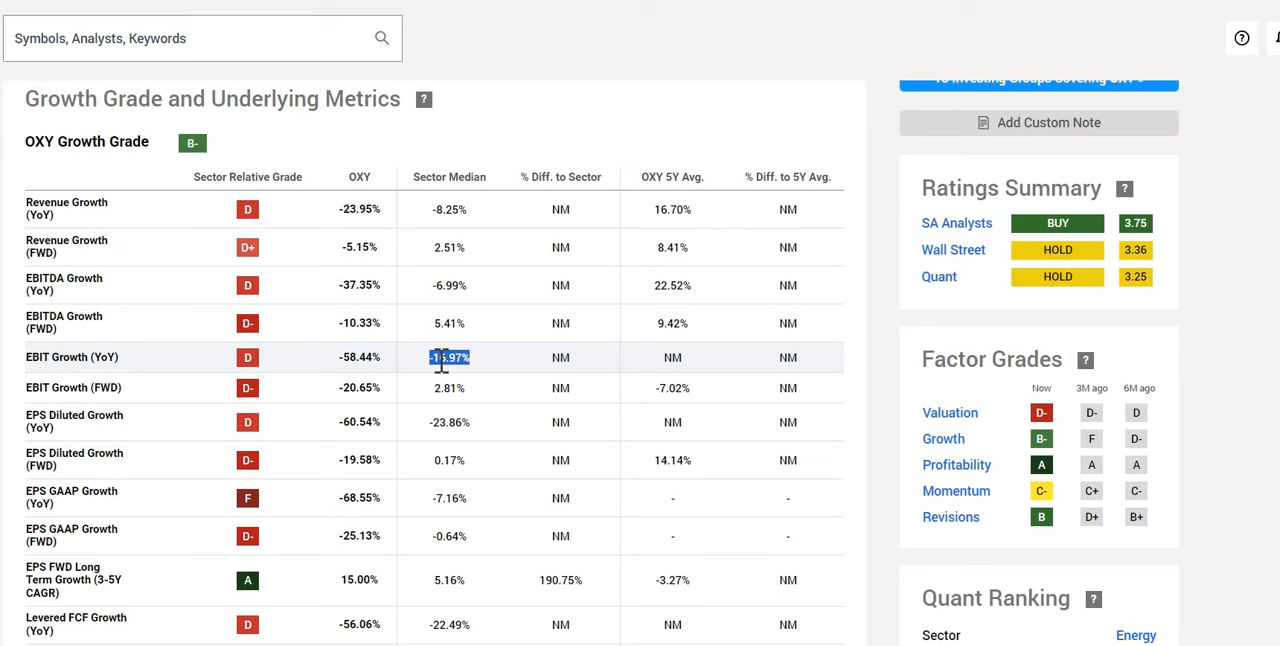 Symbols, Analysts, Keywords
Growth Grade and Underlying Metrics ?
OXY Growth Grade B-
Sector Relative Grade OXY Sector Median % Diff. to Sector OXY 5Y Avg. % Diff. to 5Y Avg.
Revenue Growth
(YoY) D -23.95% -8.25% NM 16.70% NM
Revenue Growth
(FWD) D+ -5.15% 2.51% NM 8.41% NM
EBITDA Growth
(YoY) D -37.35% -6.99% NM 22.52% NM
EBITDA Growth
(FWD) D- -10.33% 5.41% NM 9.42% NM
EBIT Growth (YoY) D -58.44% NM NM NM
EBIT Growth (FWD) D- -20.65% 2.81% NM -7.02% NM
EPS Diluted Growth
(YoY) D -60.54% -23.86% NM NM NM
EPS Diluted Growth
(FWD) D- -19.58% 0.17% NM 14.14% NM
EPS GAAP Growth
(YoY) F -68.55% -7.16% NM - -
EPS GAAP Growth
(FWD) D- -25.13% -0.64% NM - -
EPS FWD Long
Term Growth (3-5Y
CAGR) A 15.00% 5.16% 190.75% -3.27% NM
Levered FCF Growth
(YoY) D -56.06% -22.49% NM NM NM
?
Add Custom Note
Ratings Summary ?
SA Analysts BUY 3.75
Wall Street HOLD 3.36
Quant HOLD 3.25
Factor Grades ?
Now 3M ago 6M ago
Valuation D- D- D
Growth B- F D-
Profitability A A A
Momentum C- C+ C-
Revisions B D+ B+
Quant Ranking ?
Sector Energy